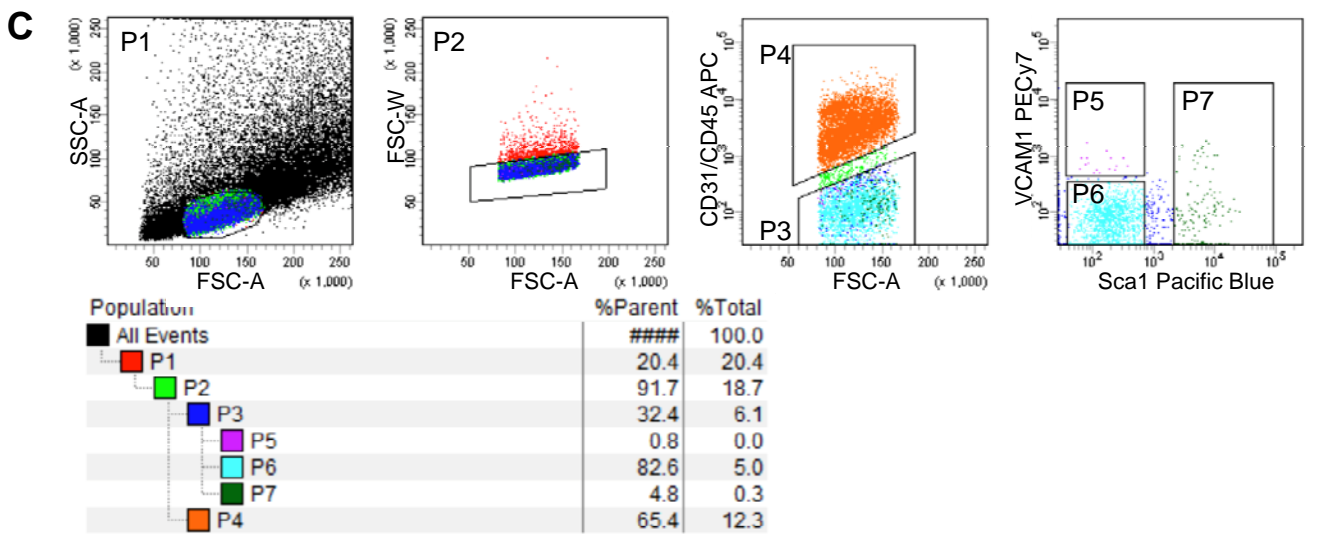 C
P1
SSC-A
(x 1,000)
50 100 150 200 250
50 100 150 200 250
FSC-A
(x 1,000)
P2
FSC-W
(x 1,000)
50 100 150 200 250
50 100 150 200 250
FSC-A
(x 1,000)
P4
P3
CD31/CD45 APC
10^2 10^3 10^4 10^5
50 100 150 200 250
FSC-A
(x 1,000)
P5
P7
P6
VCAM1 PECy7
10^2 10^3 10^4 10^5
10^2 10^3 10^4 10^5
Sca1 Pacific Blue
Population %Parent %Total
All Events #### 100.0
P1 20.4 20.4
P2 91.7 18.7
P3 32.4 6.1
P5 0.8 0.0
P6 82.6 5.0
P7 4.8 0.3
P4 65.4 12.3